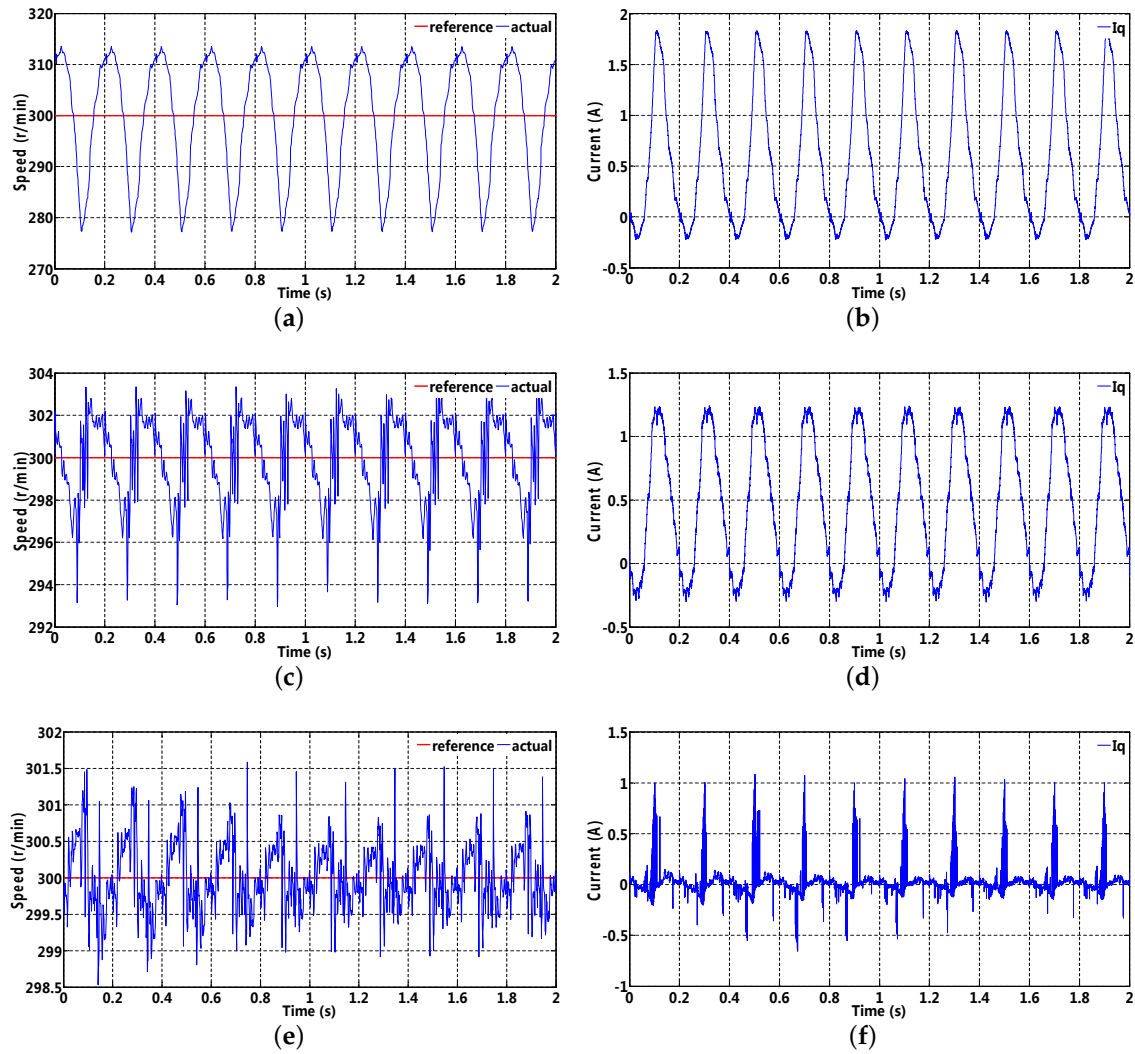 320
310
300
290
280
270
Speed (r/min)
reference actual
0 0.2 0.4 0.6 0.8 1 1.2 1.4 1.6 1.8 2
Time (s)
(a)
2
1.5
1
0.5
0
-0.5
Current (A)
Iq
0 0.2 0.4 0.6 0.8 1 1.2 1.4 1.6 1.8 2
Time (s)
(b)
304
302
300
298
296
294
292
Speed (r/min)
reference actual
0 0.2 0.4 0.6 0.8 1 1.2 1.4 1.6 1.8 2
Time (s)
(c)
1.5
1
0.5
0
-0.5
Current (A)
Iq
0 0.2 0.4 0.6 0.8 1 1.2 1.4 1.6 1.8 2
Time (s)
(d)
302
301.5
301
300.5
300
299.5
299
298.5
Speed (r/min)
reference actual
0 0.2 0.4 0.6 0.8 1 1.2 1.4 1.6 1.8 2
Time (s)
(e)
1.5
1
0.5
0
-0.5
-1
Current (A)
Iq
0 0.2 0.4 0.6 0.8 1 1.2 1.4 1.6 1.8 2
Time (s)
(f)